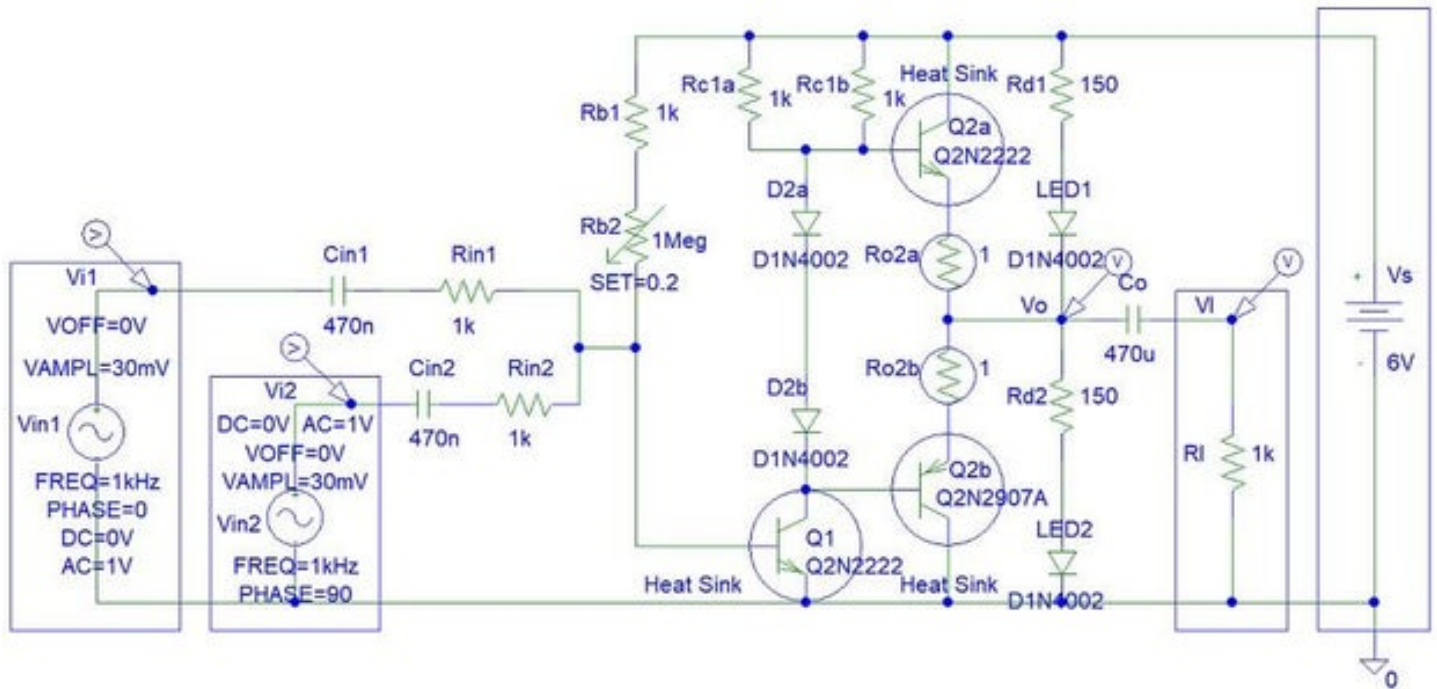 Vi1
VOFF=0V
VAMPL=30mV
Vin1
FREQ=1kHz
PHASE=0
DC=0V
AC=1V
>
Cin1
470n
Rin1
1k
>
Vi2
DC=0V AC=1V
VOFF=0V
VAMPL=30mV
Vin2
FREQ=1kHz
PHASE=90
Cin2
470n
Rin2
1k
Rb1
1k
Rb2
1Meg
SET=0.2
Rc1a
1k
Rc1b
1k
D2a
D1N4002
D2b
D1N4002
Q1
Q2N2222
Heat Sink
Heat Sink
Q2a
Q2N2222
Ro2a
1
Ro2b
1
Q2b
Q2N2907A
Heat Sink
Rd1
150
LED1
D1N4002
V
Vo
Rd2
150
LED2
D1N4002
Co
470u
V
Vl
Rl
1k
+
Vs
-
6V
0